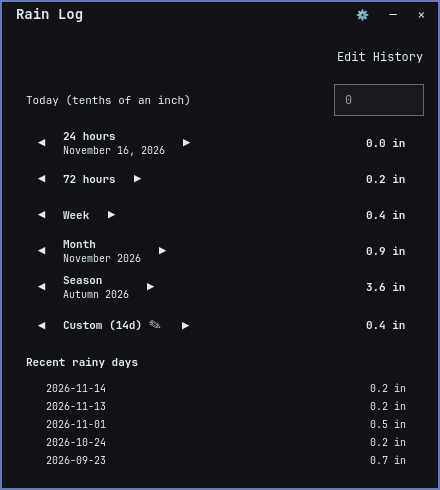 Rain Log
Edit History
Today (tenths of an inch) 0
24 hours
November 16, 2026
0.0 in
72 hours 0.2 in
Week 0.4 in
Month
November 2026
0.9 in
Season
Autumn 2026
3.6 in
Custom (14d) 0.4 in
Recent rainy days
2026-11-14 0.2 in
2026-11-13 0.2 in
2026-11-01 0.5 in
2026-10-24 0.2 in
2026-09-23 0.7 in